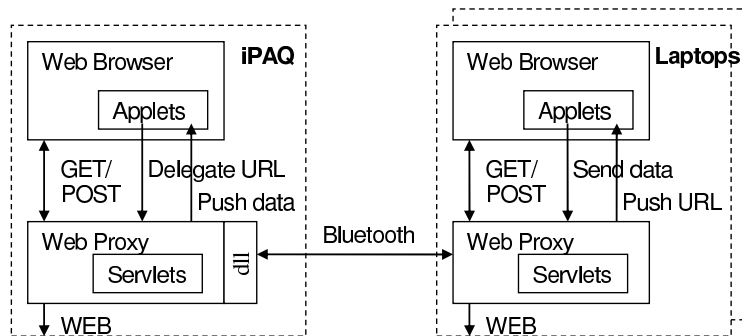 iPAQ
Web Browser
Applets
GET/
POST
Delegate URL
Push data
Web Proxy
Servlets
dll
WEB
Bluetooth
Laptops
Web Browser
Applets
GET/
POST
Send data
Push URL
Web Proxy
Servlets
WEB